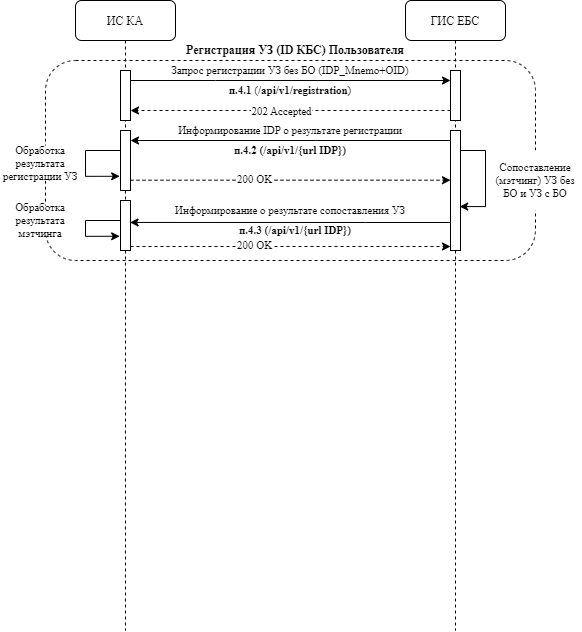 ИС КА
ГИС ЕБС
Регистрация УЗ (ID КБС) Пользователя
Запрос регистрации УЗ без БО (IDP_Mnemo+OID)
п.4.1 (/api/v1/registration)
202 Accepted
Информирование IDP о результате регистрации
п.4.2 (/api/v1/{url IDP})
Обработка
результата
регистрации УЗ
200 OK
Сопоставление
(мэтчинг) УЗ без
БО и УЗ с БО
Обработка
результата
мэтчинга
Информирование о результате сопоставления УЗ
п.4.3 (/api/v1/{url IDP})
200 OK